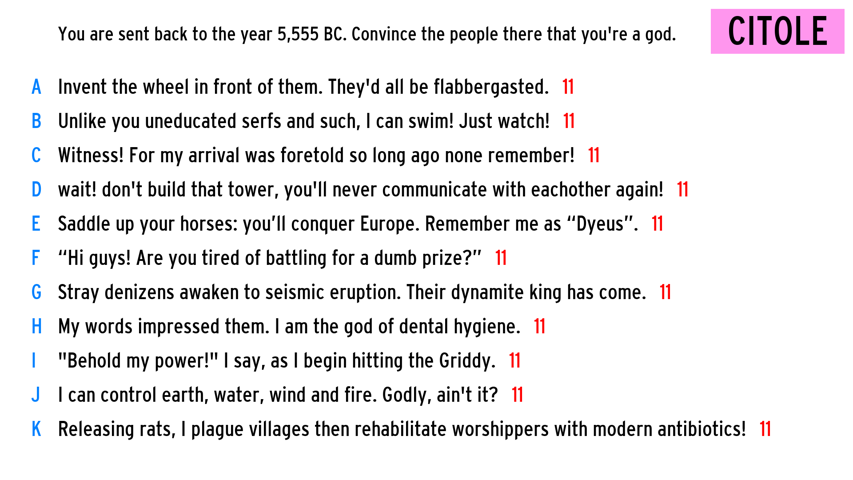 You are sent back to the year 5,555 BC. Convince the people there that you're a god.
CITOLE
A Invent the wheel in front of them. They'd all be flabbergasted. 11
B Unlike you uneducated serfs and such, I can swim! Just watch! 11
C Witness! For my arrival was foretold so long ago none remember! 11
D wait! don't build that tower, you'll never communicate with eachother again! 11
E Saddle up your horses: you’ll conquer Europe. Remember me as “Dyeus”. 11
F “Hi guys! Are you tired of battling for a dumb prize?” 11
G Stray denizens awaken to seismic eruption. Their dynamite king has come. 11
H My words impressed them. I am the god of dental hygiene. 11
I "Behold my power!" I say, as I begin hitting the Griddy. 11
J I can control earth, water, wind and fire. Godly, ain't it? 11
K Releasing rats, I plague villages then rehabilitate worshippers with modern antibiotics! 11